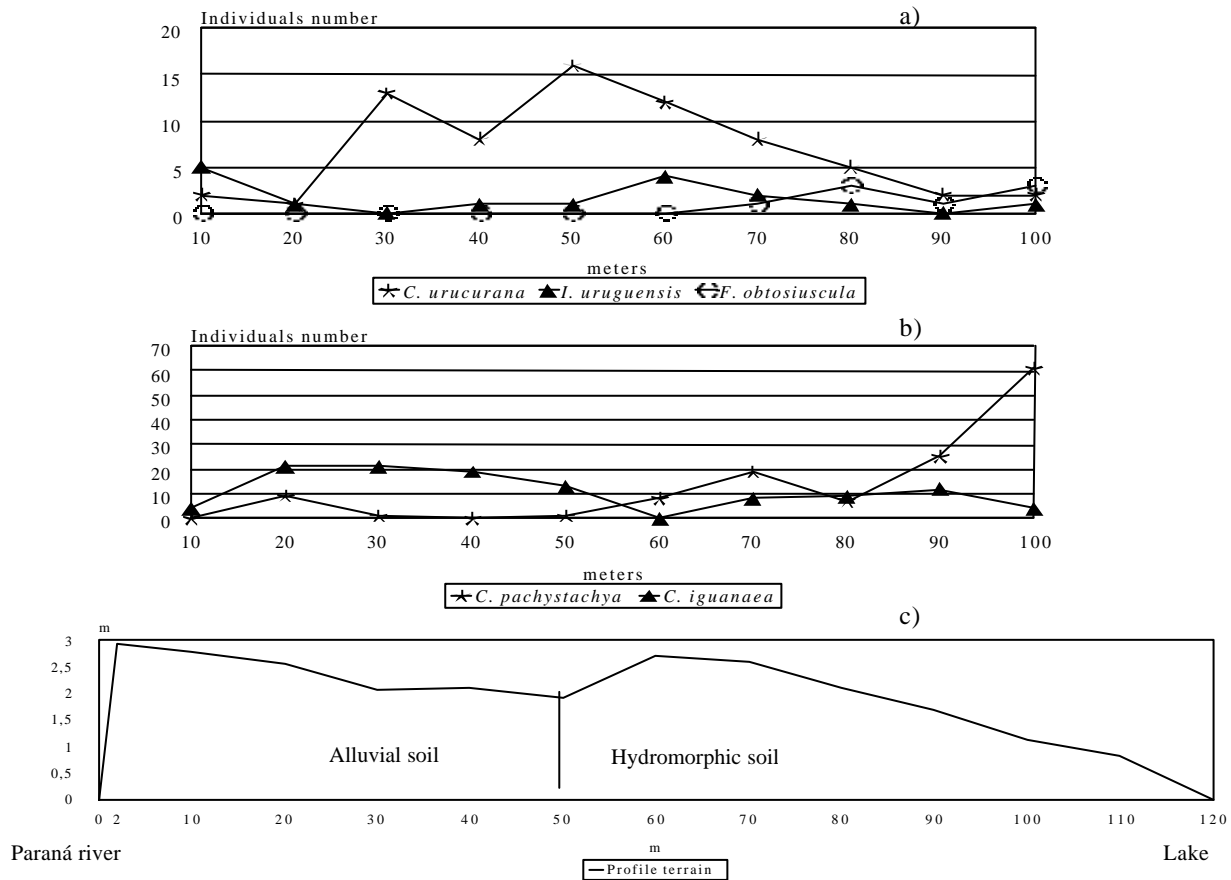 Individuals number a)
20
15
10
5
0
10 20 30 40 50 60 70 80 90 100
meters
C. urucurana I. uruguensis F. obtosiuscula
Individuals number b)
70
60
50
40
30
20
10
0
10 20 30 40 50 60 70 80 90 100
meters
C. pachystachya C. iguanaea
m c)
3
2,5
2
1,5
1
0,5
0
Alluvial soil Hydromorphic soil
0 2 10 20 30 40 50 60 70 80 90 100 110 120
Paraná river m Lake
Profile terrain